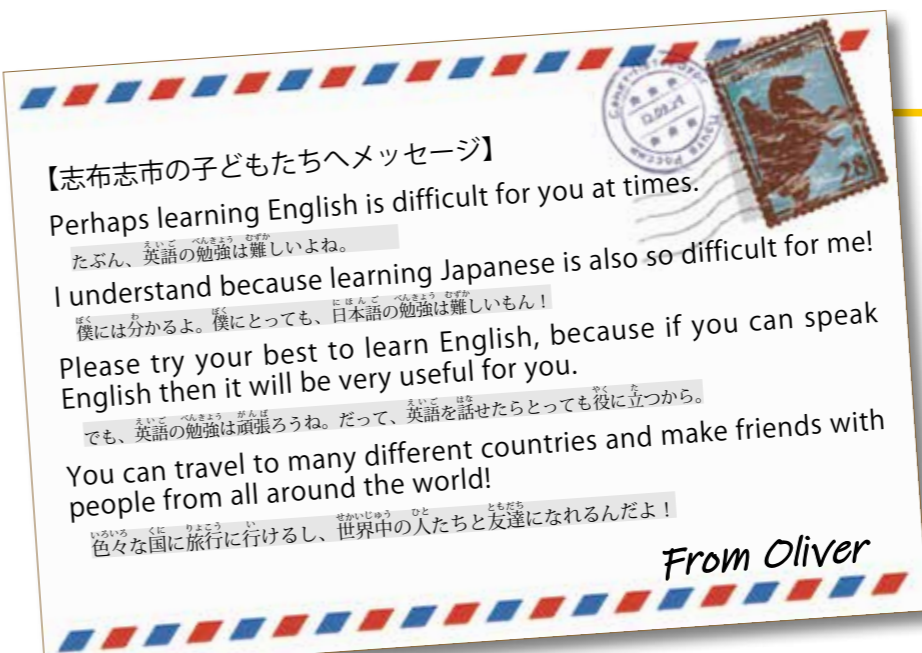 【志布志市の子どもたちへメッセージ】
Perhaps learning English is difficult for you at times.
たぶん、英語の勉強は難しいよね。
I understand because learning Japanese is also so difficult for me!
僕には分かるよ。僕にとっても、日本語の勉強は難しいもん！
Please try your best to learn English, because if you can speak
English then it will be very useful for you.
でも、英語の勉強は頑張ろうね。だって、英語を話せたらとっても役に立つから。
You can travel to many different countries and make friends with
people from all around the world!
色々な国に旅行に行けるし、世界中の人たちと友達になれるんだよ！
From Oliver